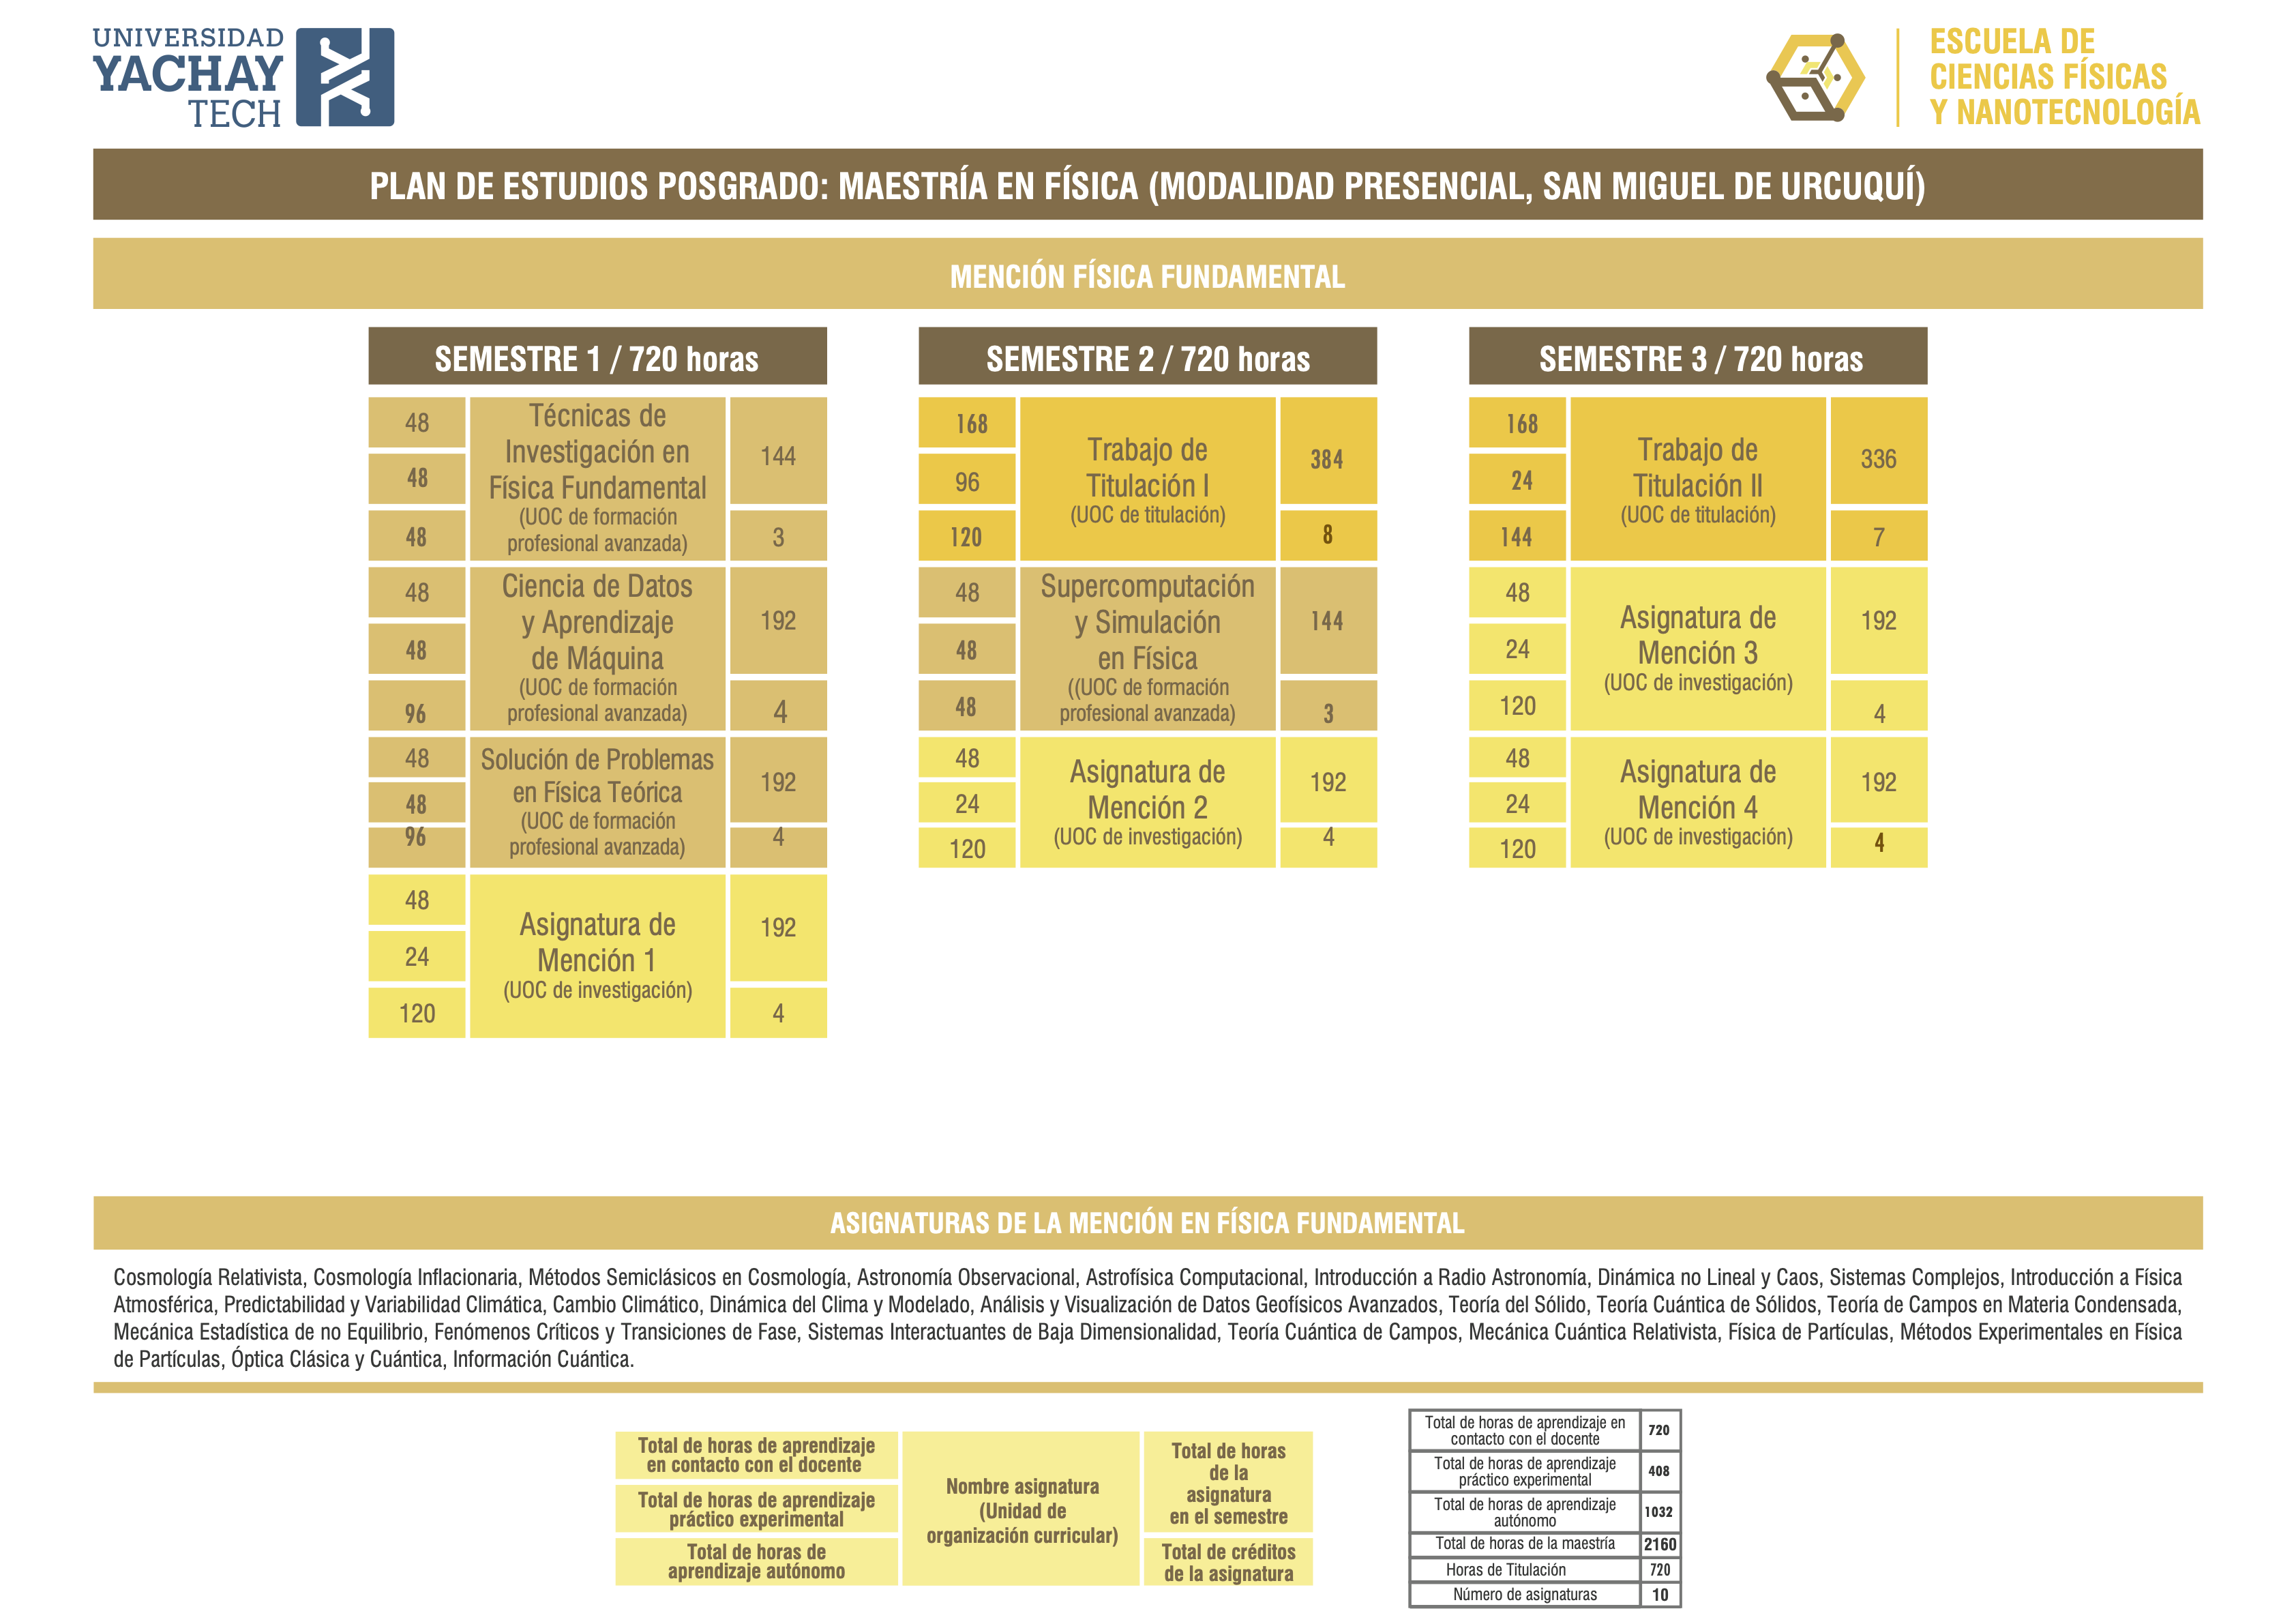 UNIVERSIDAD
YACHAY
TECH
ESCUELA DE
CIENCIAS FÍSICAS
Y NANOTECNOLOGÍA
PLAN DE ESTUDIOS POSGRADO: MAESTRÍA EN FÍSICA (MODALIDAD PRESENCIAL, SAN MIGUEL DE URCUQUÍ)
MENCIÓN FÍSICA FUNDAMENTAL
SEMESTRE 1 / 720 horas
48
48
48
Técnicas de
Investigación en
Física Fundamental
(UOC de formación
profesional avanzada)
144
3
48
48
96
Ciencia de Datos
y Aprendizaje
de Máquina
(UOC de formación
profesional avanzada)
192
4
48
48
96
Solución de Problemas
en Física Teórica
(UOC de formación
profesional avanzada)
192
4
48
24
120
Asignatura de
Mención 1
(UOC de investigación)
192
4
SEMESTRE 2 / 720 horas
168
96
120
Trabajo de
Titulación I
(UOC de titulación)
384
8
48
48
48
Supercomputación
y Simulación
en Física
((UOC de formación
profesional avanzada)
144
3
48
24
120
Asignatura de
Mención 2
(UOC de investigación)
192
4
SEMESTRE 3 / 720 horas
168
24
144
Trabajo de
Titulación II
(UOC de titulación)
336
7
48
24
120
Asignatura de
Mención 3
(UOC de investigación)
192
4
48
24
120
Asignatura de
Mención 4
(UOC de investigación)
192
4
ASIGNATURAS DE LA MENCIÓN EN FÍSICA FUNDAMENTAL
Cosmología Relativista, Cosmología Inflacionaria, Métodos Semiclásicos en Cosmología, Astronomía Observacional, Astrofísica Computacional, Introducción a Radio Astronomía, Dinámica no Lineal y Caos, Sistemas Complejos, Introducción a Física
Atmosférica, Predictabilidad y Variabilidad Climática, Cambio Climático, Dinámica del Clima y Modelado, Análisis y Visualización de Datos Geofísicos Avanzados, Teoría del Sólido, Teoría Cuántica de Sólidos, Teoría de Campos en Materia Condensada,
Mecánica Estadística de no Equilibrio, Fenómenos Críticos y Transiciones de Fase, Sistemas Interactuantes de Baja Dimensionalidad, Teoría Cuántica de Campos, Mecánica Cuántica Relativista, Física de Partículas, Métodos Experimentales en Física
de Partículas, Óptica Clásica y Cuántica, Información Cuántica.
Total de horas de aprendizaje
en contacto con el docente
Total de horas de aprendizaje
práctico experimental
Total de horas de
aprendizaje autónomo
Nombre asignatura
(Unidad de
organización curricular)
Total de horas
de la
asignatura
en el semestre
Total de créditos
de la asignatura
Total de horas de aprendizaje en
contacto con el docente
720
Total de horas de aprendizaje
práctico experimental
408
Total de horas de aprendizaje
autónomo
1032
Total de horas de la maestría
2160
Horas de Titulación
720
Número de asignaturas
10